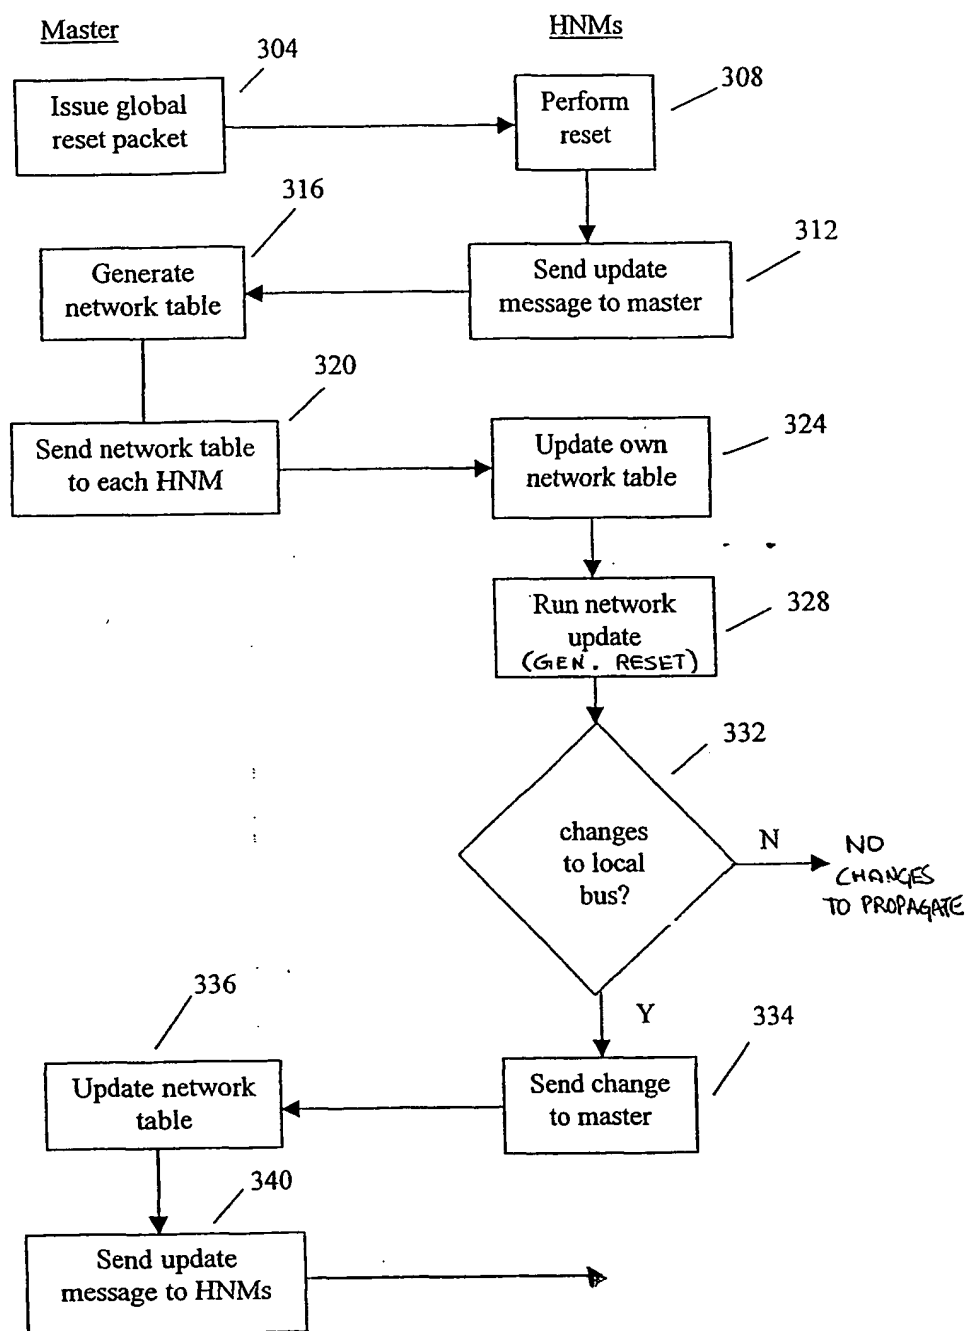 Master
HNMs
304
308
Issue global
reset packet
Perform
reset
316
312
Generate
network table
Send update
message to master
320
324
Send network table
to each HNM
Update own
network table
328
Run network
update
(GEN. RESET)
332
changes
to local
bus?
N
NO
CHANGES
TO PROPAGATE
Y
336
334
Update network
table
Send change
to master
340
Send update
message to HNMs